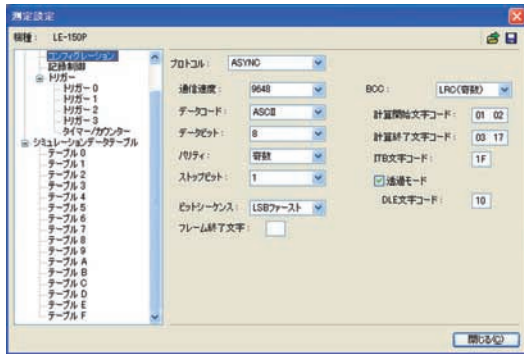 測定設定
機種： LE-150P
コンフィグレーション
記録制御
トリガー
トリガー 0
トリガー 1
トリガー 2
トリガー 3
タイマー/カウンター
シミュレーションデータテーブル
テーブル 0
テーブル 1
テーブル 2
テーブル 3
テーブル 4
テーブル 5
テーブル 6
テーブル 7
テーブル 8
テーブル 9
テーブル A
テーブル B
テーブル C
テーブル D
テーブル E
テーブル F
プロトコル： ASYNC
通信速度： 9648
データコード： ASCII
データビット： 8
パリティ： 奇数
ストップビット： 1
ビットシーケンス： LSBファースト
フレーム終了文字：
BCC： LRC(奇数)
計算開始文字コード： 01 02
計算終了文字コード： 03 17
ITB文字コード： 1F
透過モード
DLE文字コード： 10
閉じる(C)